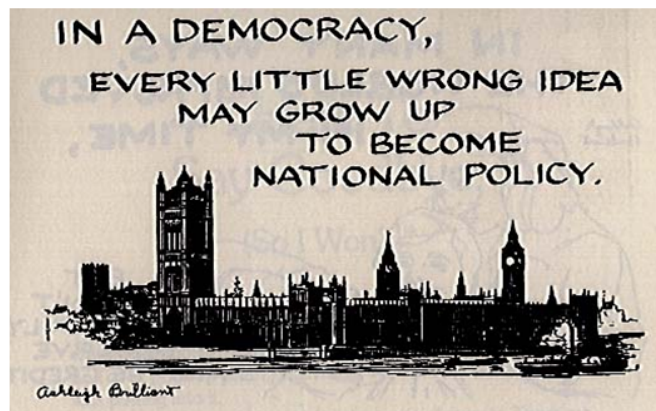 IN A DEMOCRACY,
EVERY LITTLE WRONG IDEA
MAY GROW UP
TO BECOME
NATIONAL POLICY.
Ashleigh Brilliant